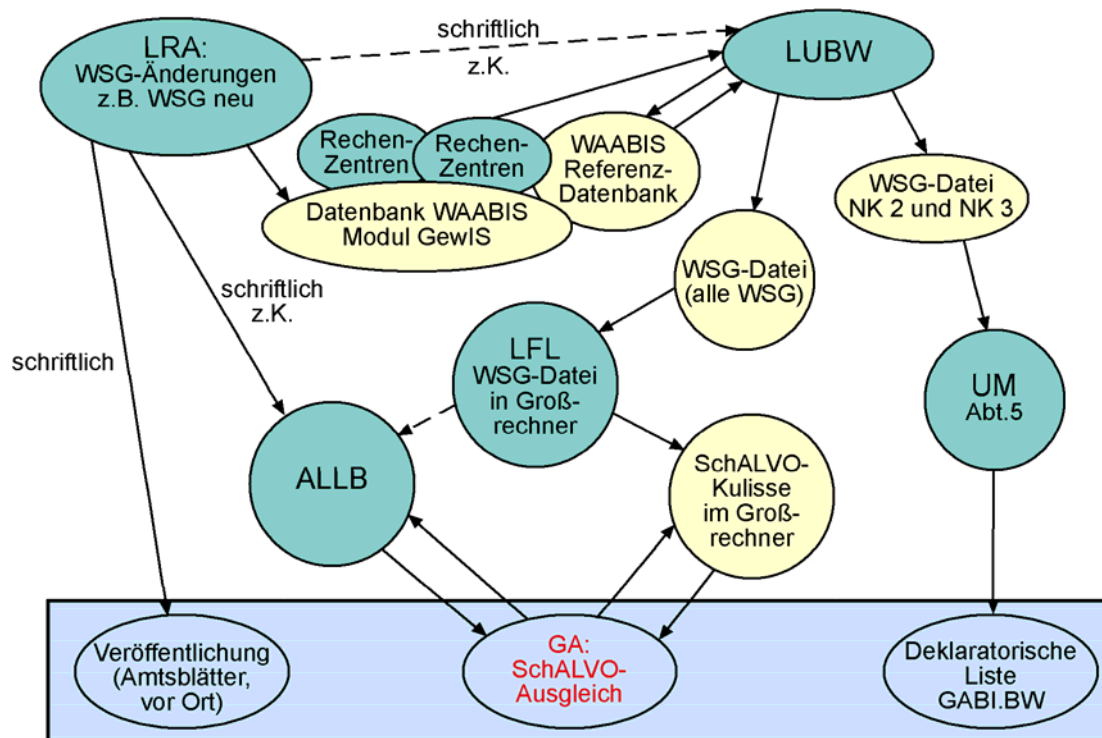 LRA:
WSG-Änderungen
z.B. WSG neu
schriftlich
z.K.
LUBW
Rechen-
Zentren
Rechen-
Zentren
WAABIS
Referenz-
Datenbank
Datenbank WAABIS
Modul GewIS
WSG-Datei
NK 2 und NK 3
WSG-Datei
(alle WSG)
schriftlich
z.K.
schriftlich
LFL
WSG-Datei
in Groß-
rechner
UM
Abt.5
ALLB
SchALVO-
Kulisse
im Groß-
rechner
Veröffentlichung
(Amtsblätter,
vor Ort)
GA:
SchALVO-
Ausgleich
Deklaratorische
Liste
GABI.BW